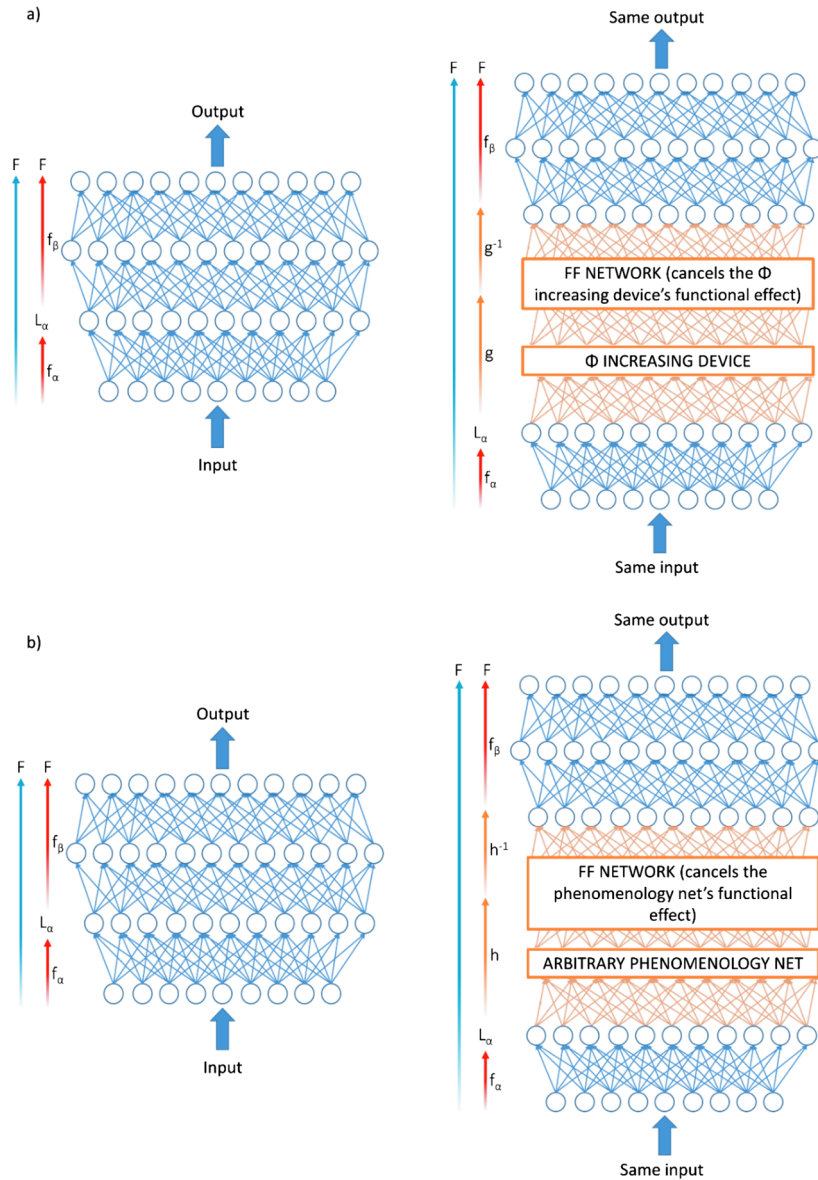 a)
Output
F F
f_β
L_α
f_α
Input
Same output
F F
f_β
g⁻¹
FF NETWORK (cancels the Φ
increasing device's functional effect)
g
Φ INCREASING DEVICE
L_α
f_α
Same input
b)
Output
F F
f_β
L_α
f_α
Input
Same output
F F
f_β
h⁻¹
FF NETWORK (cancels the
phenomenology net's functional
effect)
h
ARBITRARY PHENOMENOLOGY NET
L_α
f_α
Same input